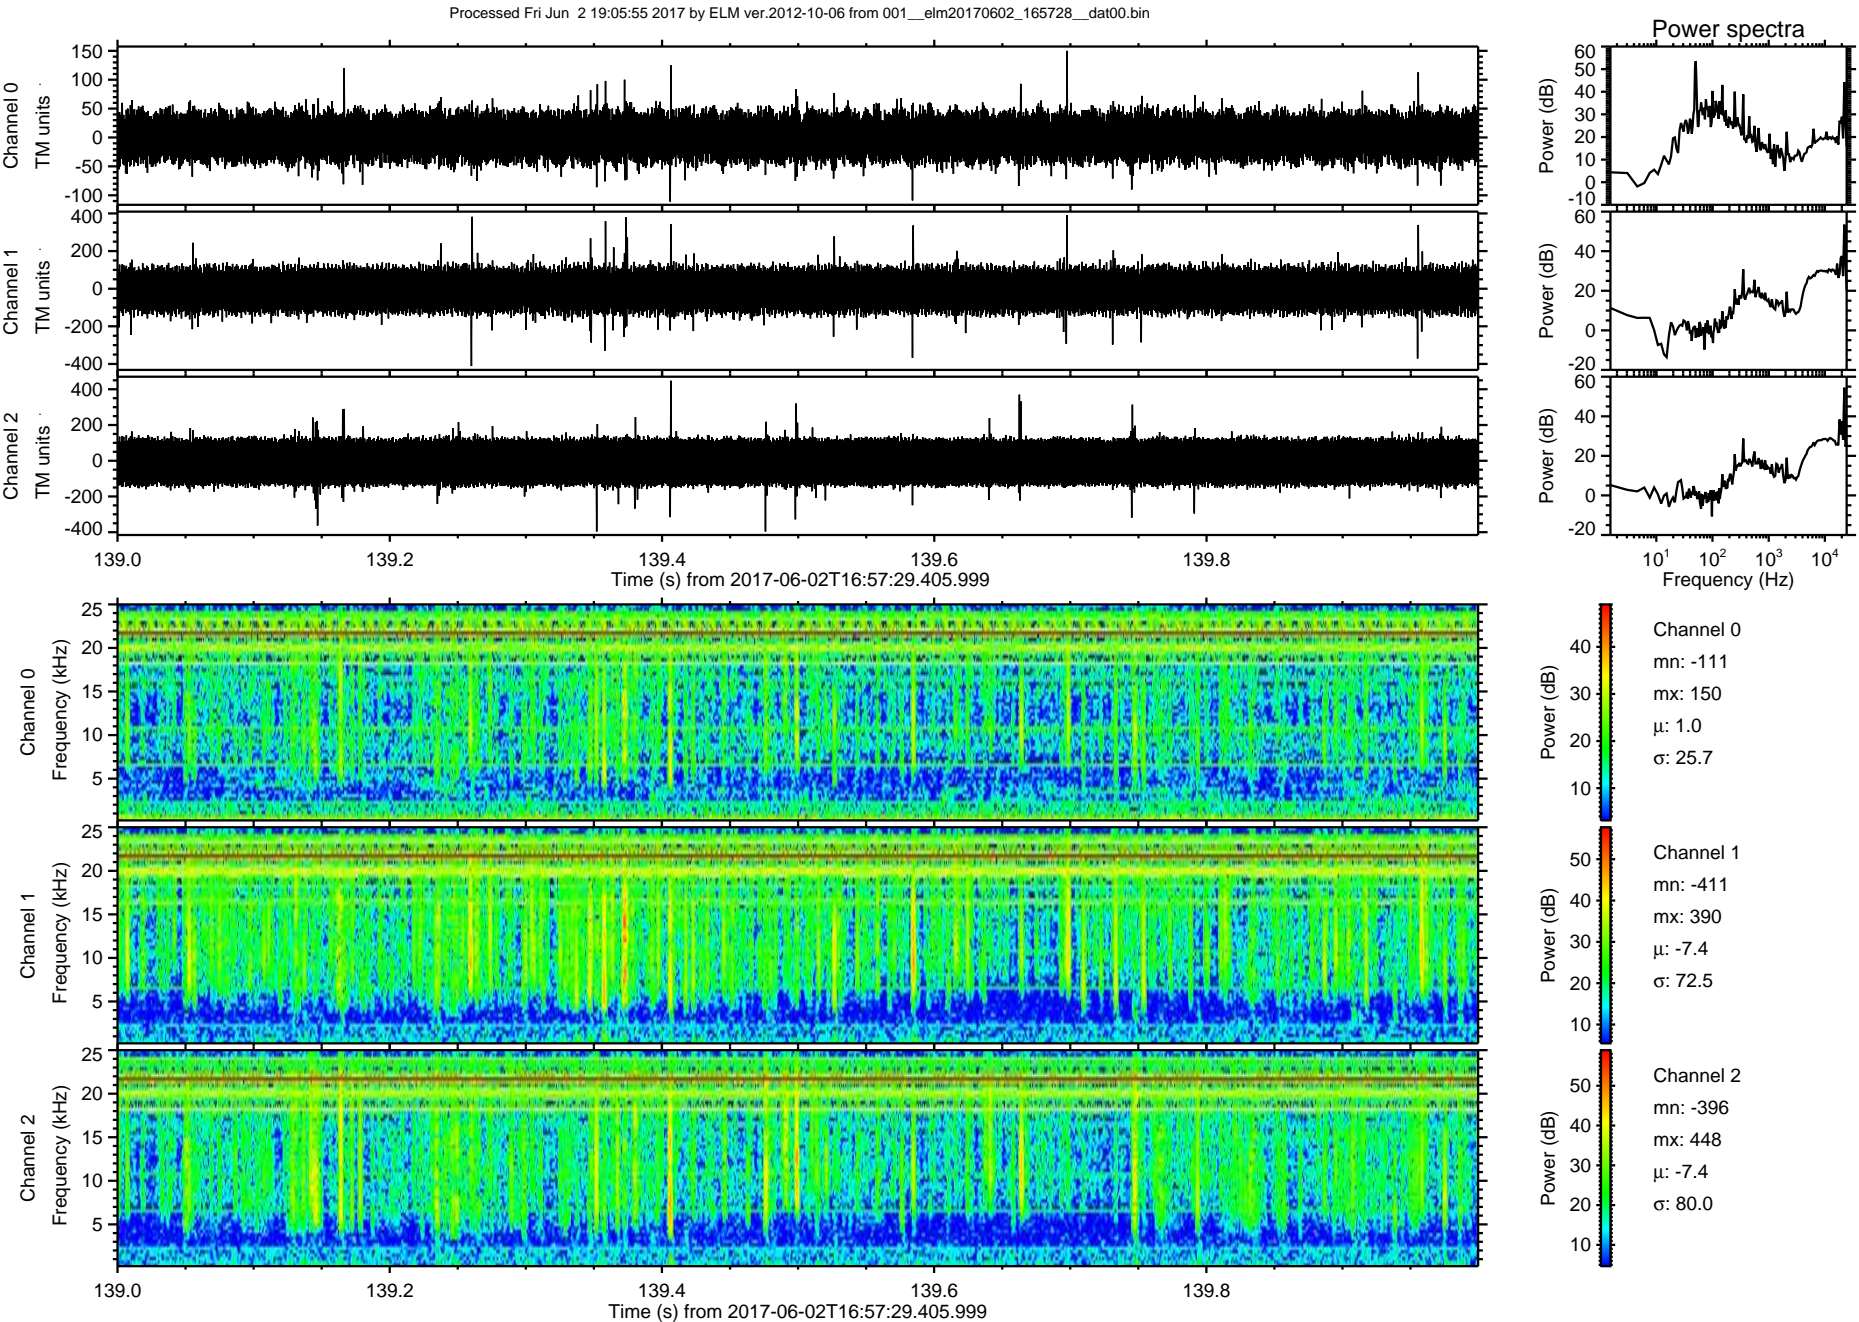 Processed Fri Jun  2 19:05:55 2017 by ELM ver.2012-10-06 from 001__elm20170602_165728__dat00.bin
Power spectra
Channel 0
TM units
150
100
50
0
-50
-100
Power (dB)
60
50
40
30
20
10
0
-10
Channel 1
TM units
400
200
0
-200
-400
Power (dB)
60
40
20
0
-20
Channel 2
TM units
400
200
0
-200
-400
Power (dB)
60
40
20
0
-20
139.0 139.2 139.4 139.6 139.8
Time (s) from 2017-06-02T16:57:29.405.999
10¹ 10² 10³ 10⁴
Frequency (Hz)
Channel 0
Frequency (kHz)
25
20
15
10
5
Power (dB)
40
30
20
10
Channel 0
mn: -111
mx: 150
μ: 1.0
σ: 25.7
Channel 1
Frequency (kHz)
25
20
15
10
5
Power (dB)
50
40
30
20
10
Channel 1
mn: -411
mx: 390
μ: -7.4
σ: 72.5
Channel 2
Frequency (kHz)
25
20
15
10
5
Power (dB)
50
40
30
20
10
Channel 2
mn: -396
mx: 448
μ: -7.4
σ: 80.0
139.0 139.2 139.4 139.6 139.8
Time (s) from 2017-06-02T16:57:29.405.999